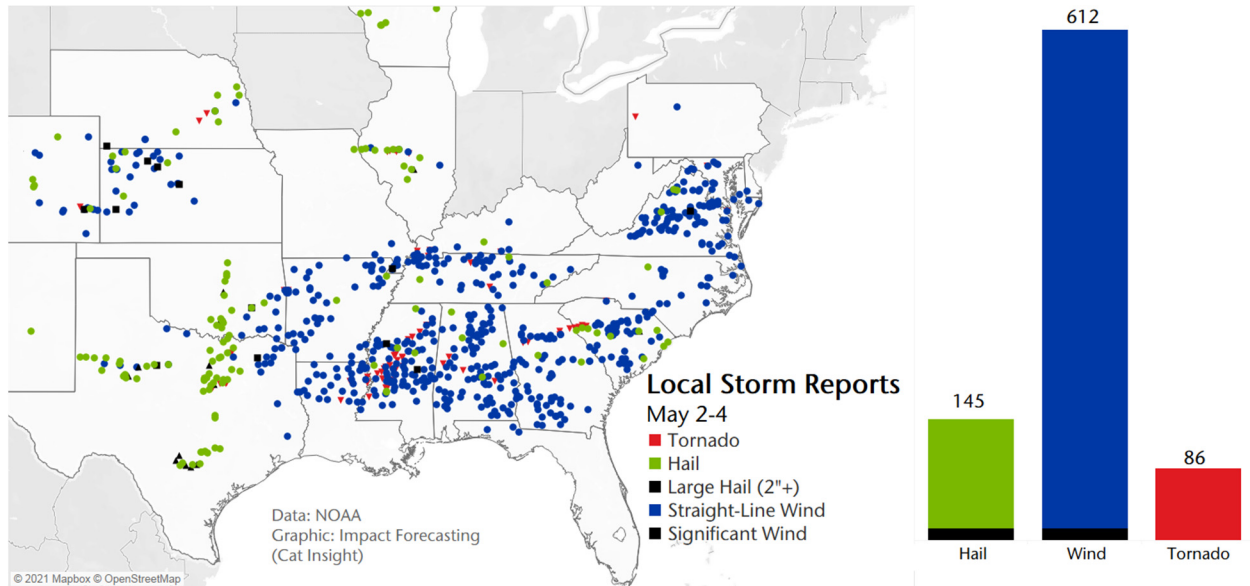 Local Storm Reports
May 2-4
Tornado
Hail
Large Hail (2"+)
Straight-Line Wind
Significant Wind
Data: NOAA
Graphic: Impact Forecasting
(Cat Insight)
© 2021 Mapbox © OpenStreetMap
145
612
86
Hail
Wind
Tornado